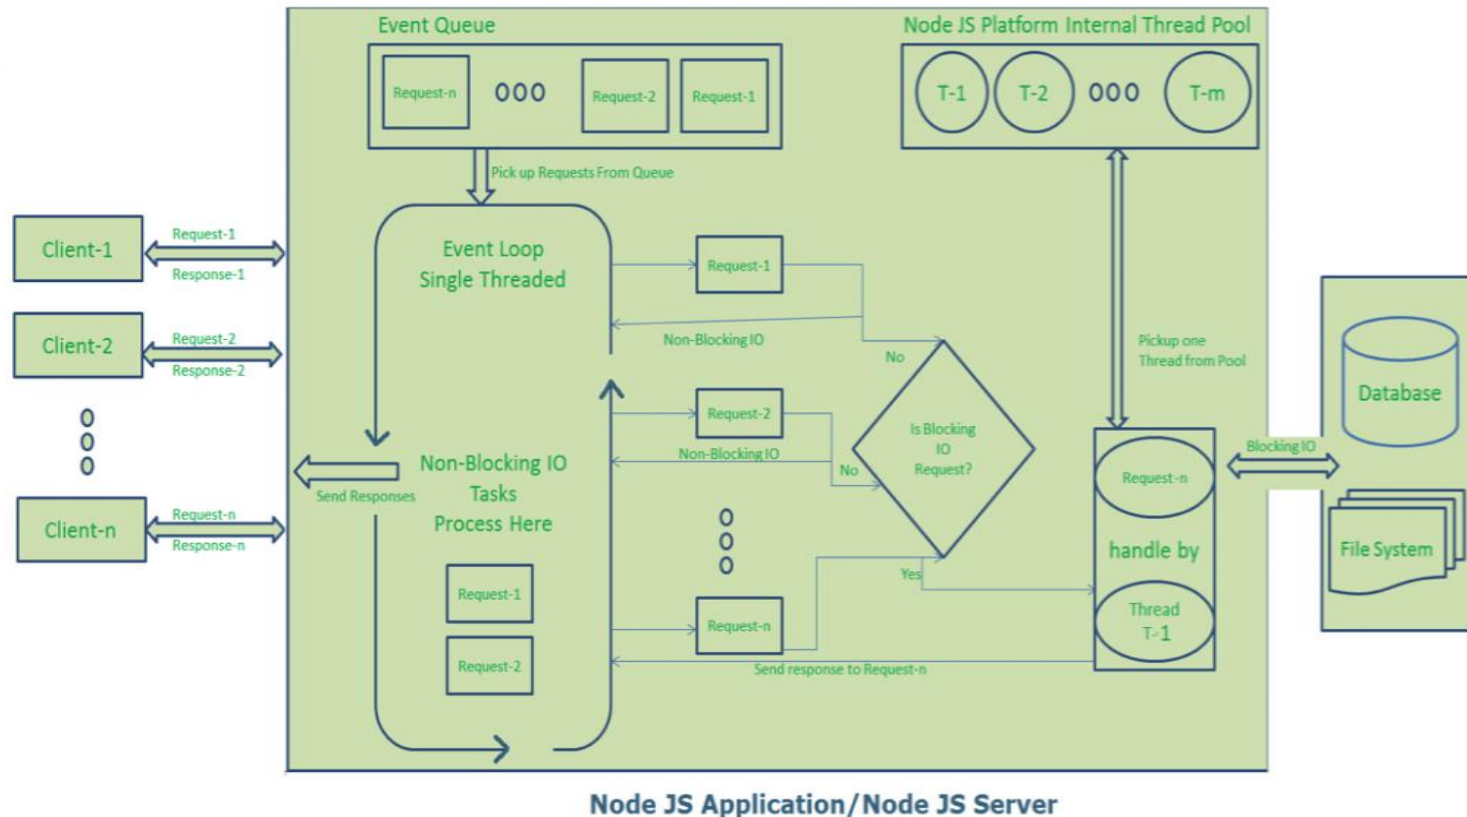 Event Queue
Node JS Platform Internal Thread Pool
Request-n
OOO
Request-2
Request-1
T-1
T-2
OOO
T-m
Pick up Requests From Queue
Client-1
Request-1
Response-1
Event Loop
Single Threaded
Request-1
Non-Blocking IO
No
Client-2
Request-2
Response-2
Pickup one
Thread from Pool
Database
Request-2
Non-Blocking IO
No
Is Blocking
IO
Request?
Blocking IO
Send Responses
Non-Blocking IO
Tasks
Process Here
Request-n
Client-n
Request-n
Response-n
handle by
File System
Yes
Request-1
Request-n
Thread
T-1
Request-2
Send response to Request-n
Node JS Application/Node JS Server